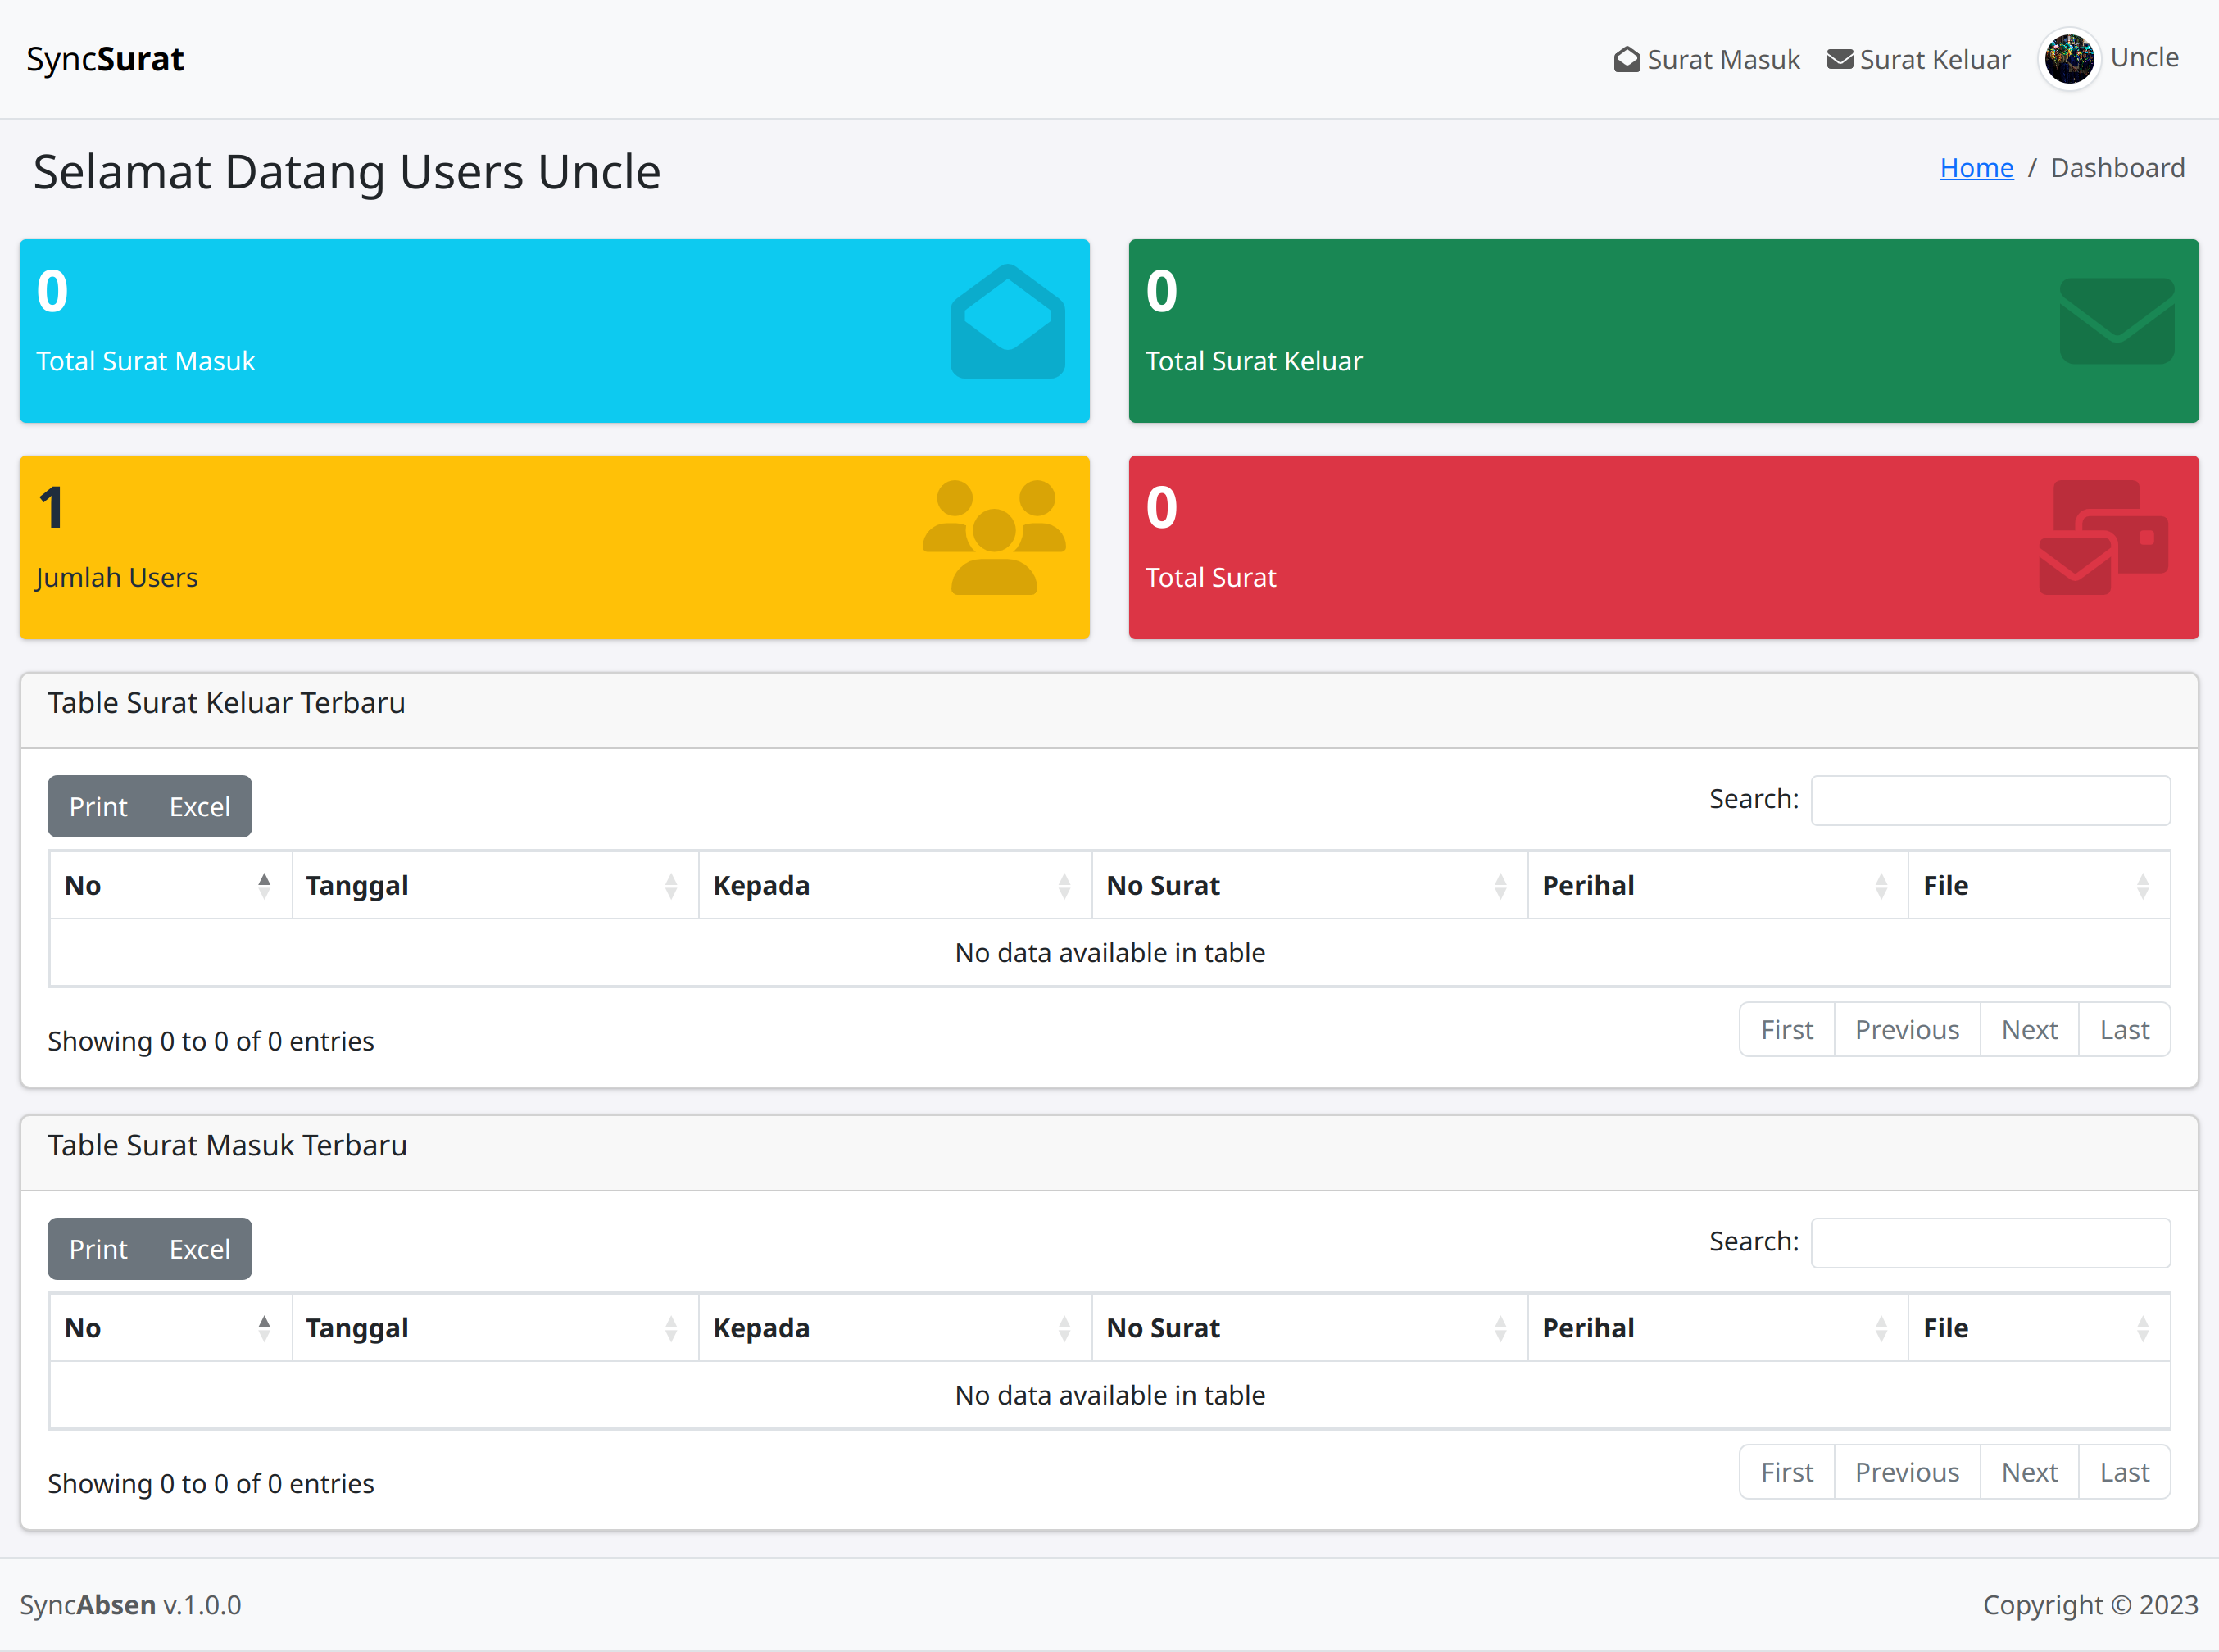 SyncSurat
Surat Masuk Surat Keluar Uncle
Selamat Datang Users Uncle
Home / Dashboard
0
Total Surat Masuk
0
Total Surat Keluar
1
Jumlah Users
0
Total Surat
Table Surat Keluar Terbaru
Print Excel
Search:
No Tanggal Kepada No Surat Perihal File
No data available in table
Showing 0 to 0 of 0 entries
First Previous Next Last
Table Surat Masuk Terbaru
Print Excel
Search:
No Tanggal Kepada No Surat Perihal File
No data available in table
Showing 0 to 0 of 0 entries
First Previous Next Last
SyncAbsen v.1.0.0
Copyright © 2023